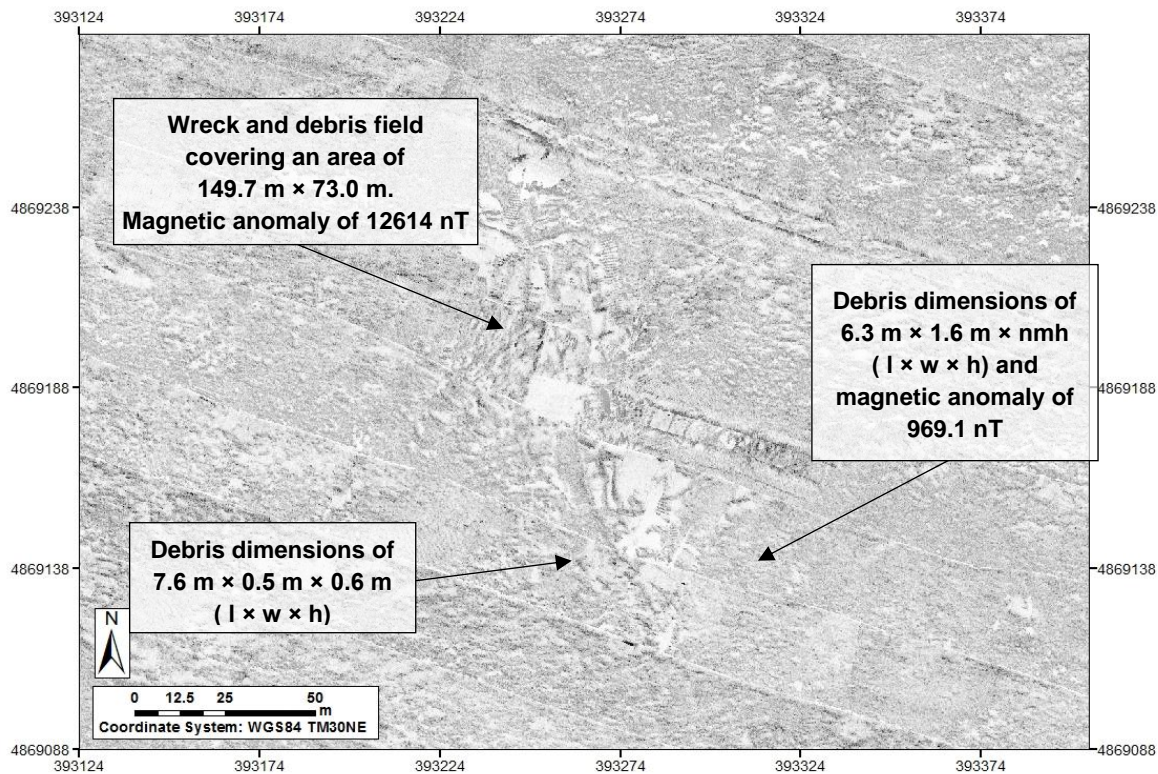 393124 393174 393224 393274 393324 393374
Wreck and debris field
covering an area of
149.7 m × 73.0 m.
Magnetic anomaly of 12614 nT
4869238 4869238
Debris dimensions of
6.3 m × 1.6 m × nmh
( l × w × h) and
magnetic anomaly of
969.1 nT
4869188 4869188
Debris dimensions of
7.6 m × 0.5 m × 0.6 m
( l × w × h)
4869138 4869138
N
0 12.5 25 50
m
Coordinate System: WGS84 TM30NE
4869088 4869088
393124 393174 393224 393274 393324 393374